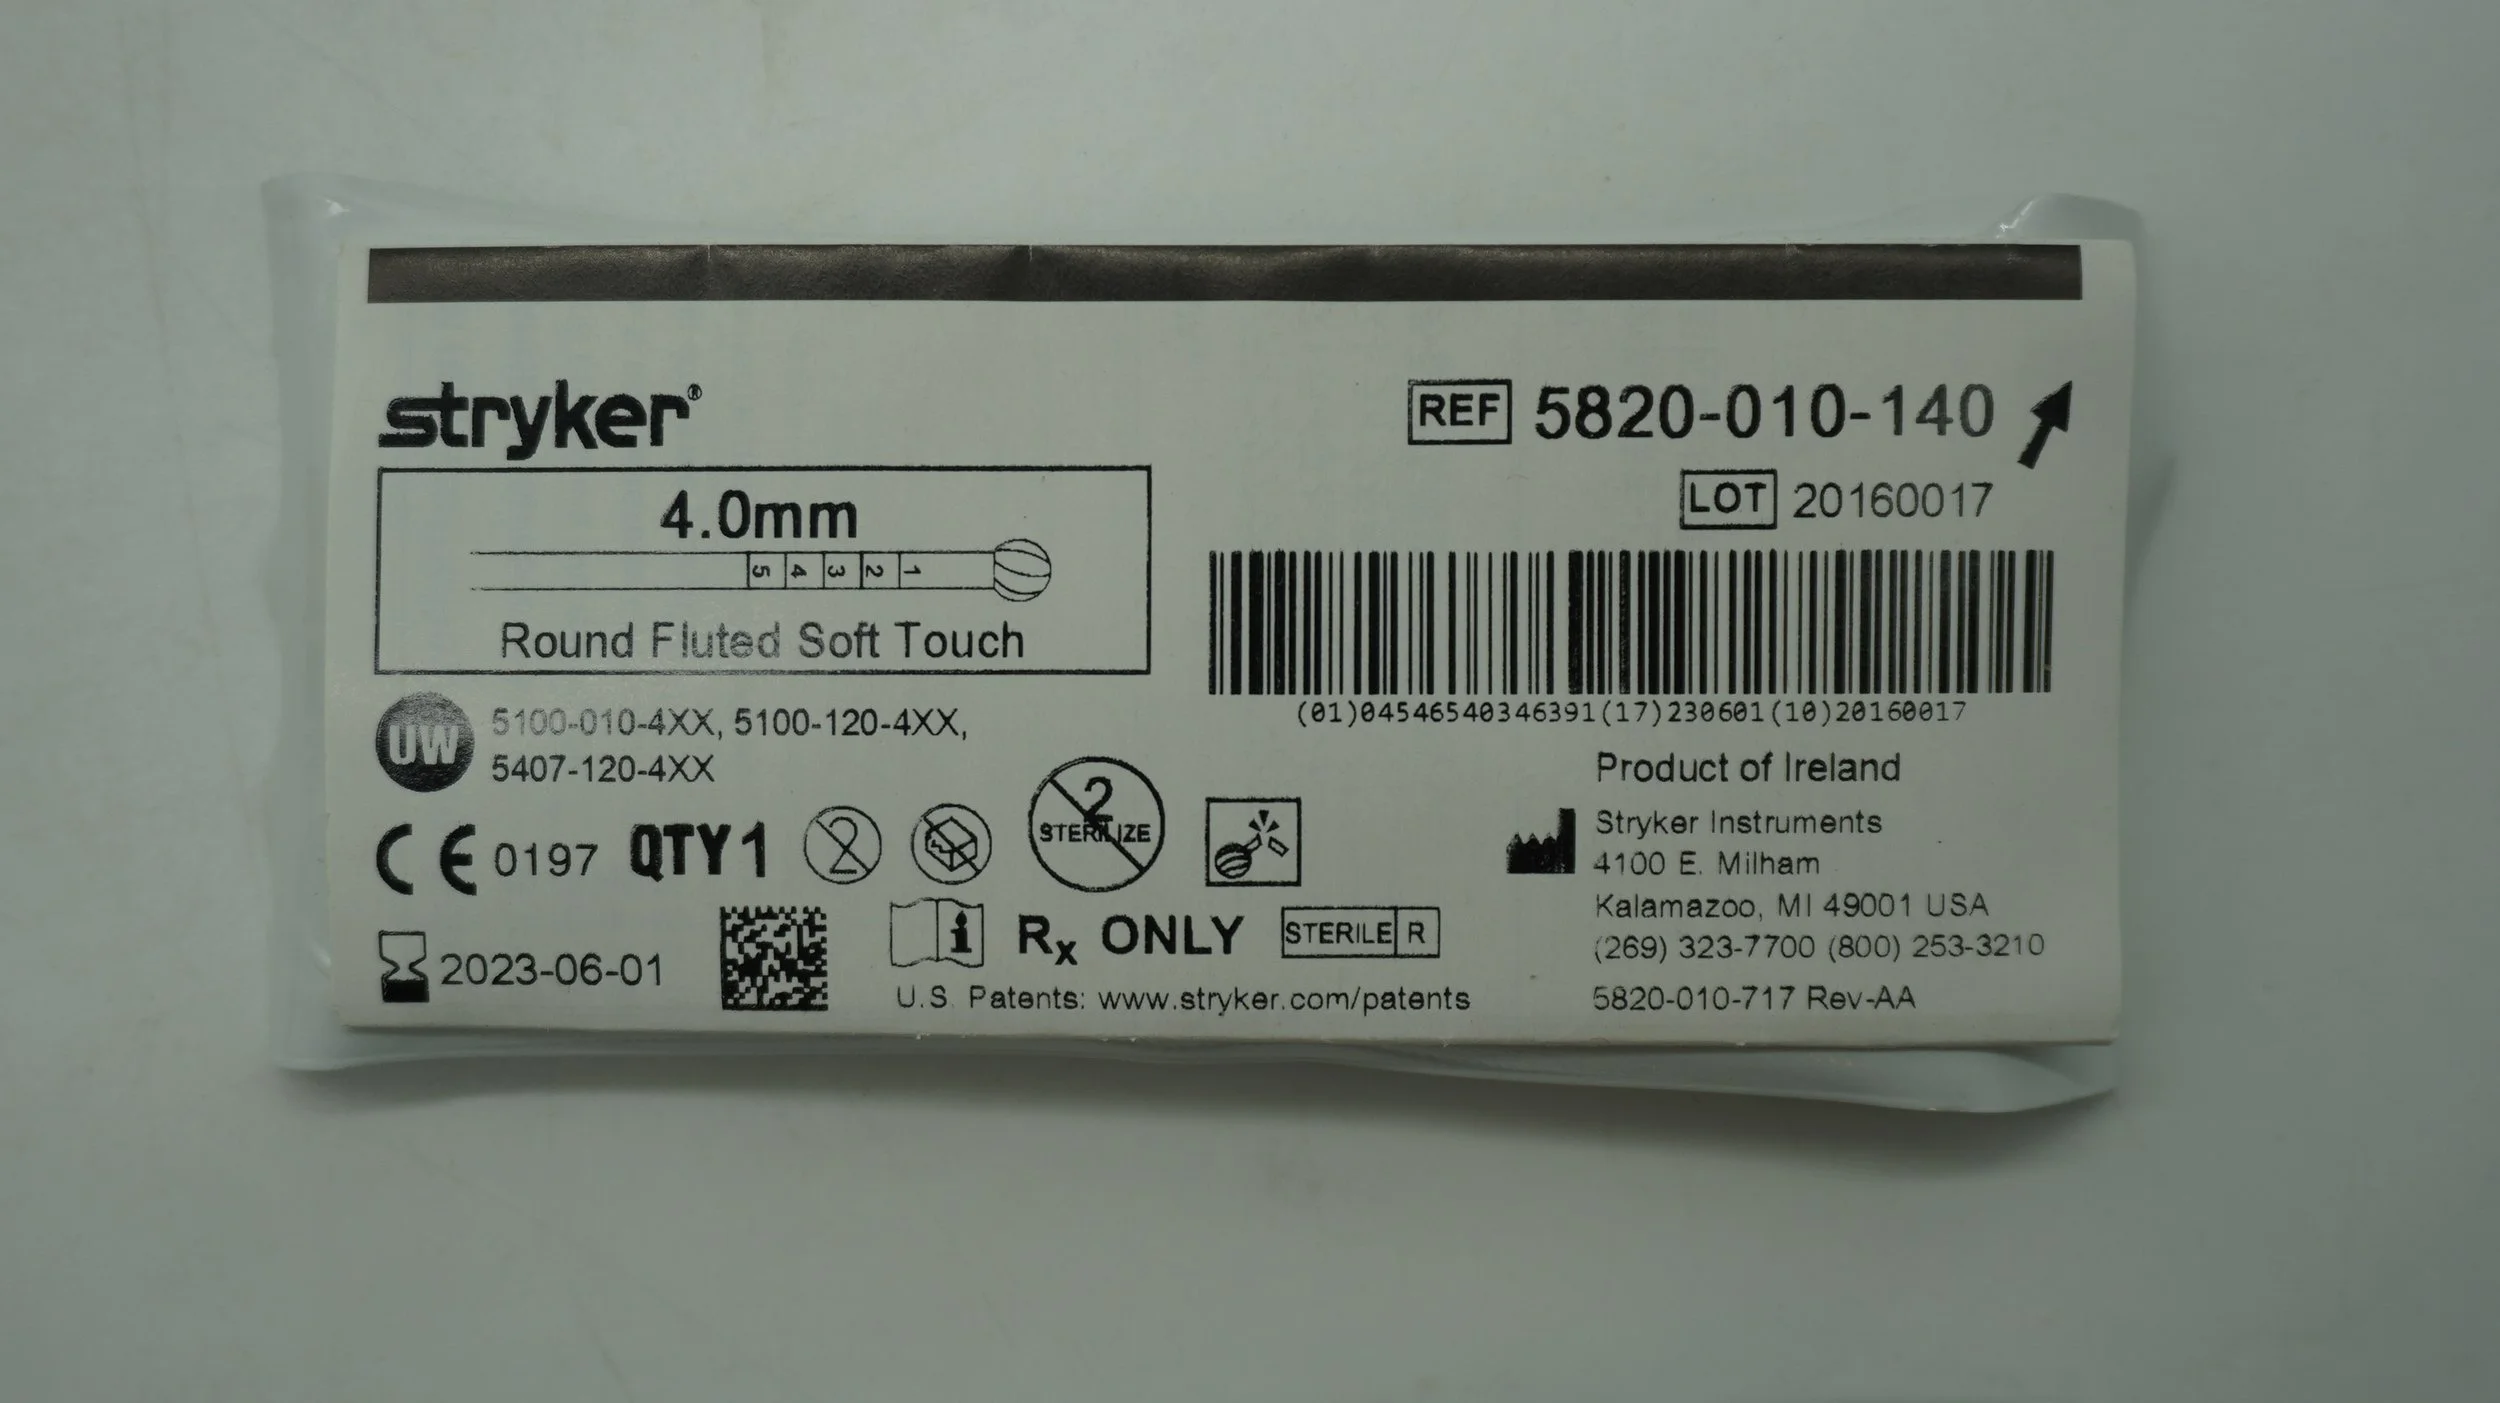 stryker®
REF 5820-010-140
LOT 20160017
4.0mm
5 4 3 2 1
Round Fluted Soft Touch
(01)04546540346391(17)230601(10)20160017
UW 5100-010-4XX, 5100-120-4XX,
5407-120-4XX
Product of Ireland
CE 0197 QTY 1 2 2 STERILIZE
Stryker Instruments
4100 E. Milham
Kalamazoo, MI 49001 USA
(269) 323-7700 (800) 253-3210
2023-06-01 i Rx ONLY STERILE R
U.S. Patents: www.stryker.com/patents
5820-010-717 Rev-AA